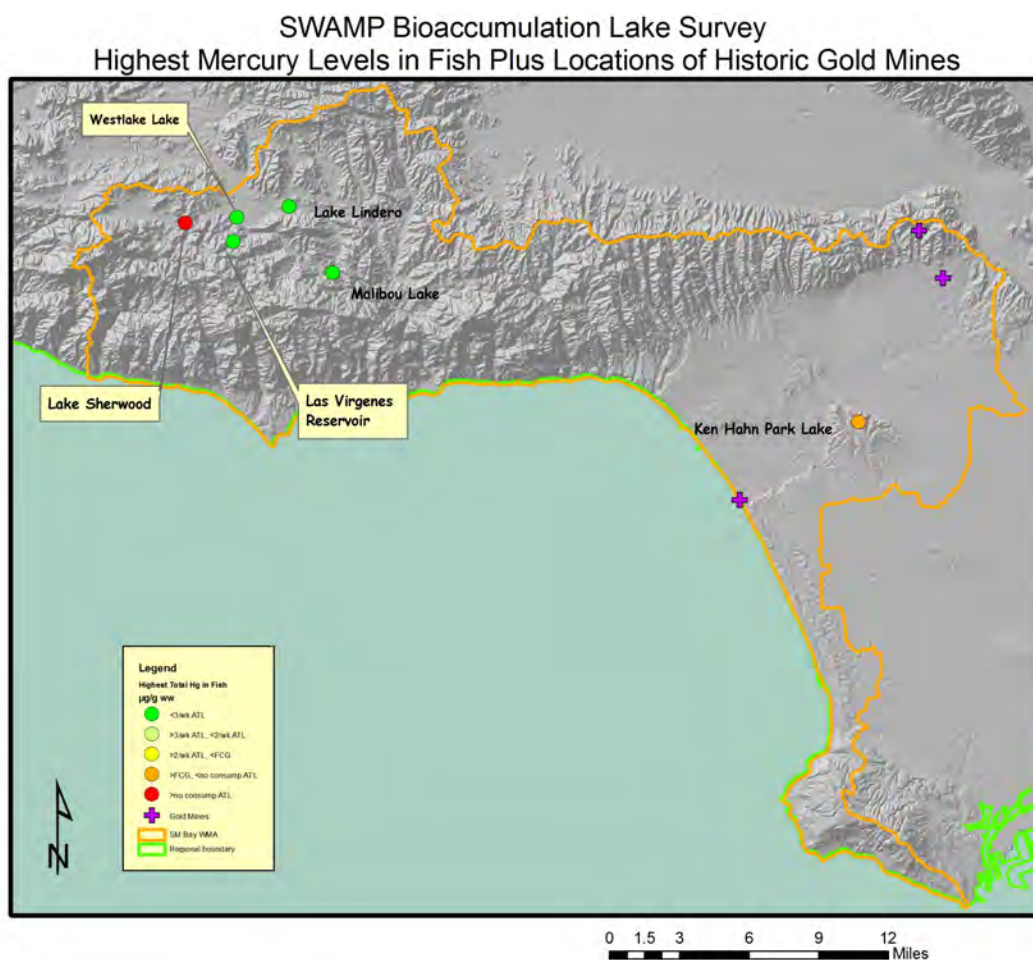 SWAMP Bioaccumulation Lake Survey
Highest Mercury Levels in Fish Plus Locations of Historic Gold Mines
Westlake Lake
Lake Lindero
Malibou Lake
Lake Sherwood
Las Virgenes
Reservoir
Ken Hahn Park Lake
Legend
Highest Total Hg in Fish
µg/g ww
<3/wk ATL
>3/wk ATL, <2/wk ATL
>2/wk ATL, <FCG
>FCG, <no consump ATL
>no consump ATL
Gold Mines
SM Bay WMA
Regional boundary
N
0 1.5 3 6 9 12
Miles